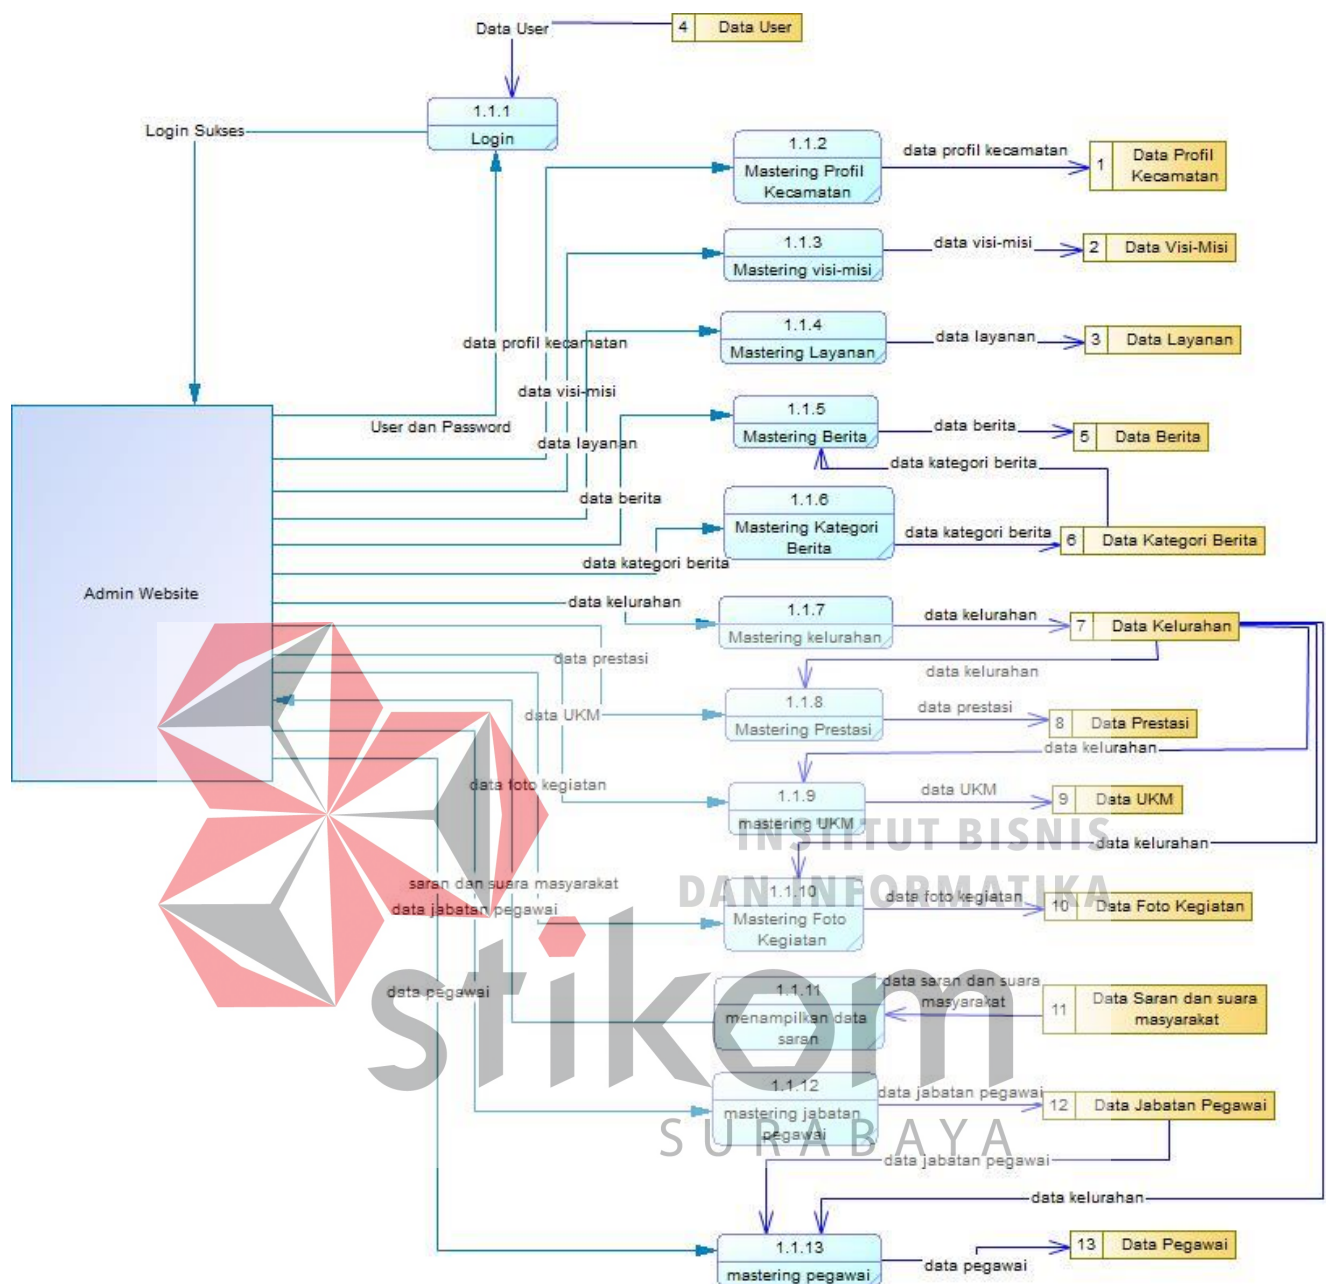 Data User
4 Data User
1.1.1
Login
Login Sukses
1.1.2
Mastering Profil
Kecamatan
data profil kecamatan
1 Data Profil
Kecamatan
1.1.3
Mastering visi-misi
data visi-misi
2 Data Visi-Misi
1.1.4
Mastering Layanan
data layanan
3 Data Layanan
data profil kecamatan
data visi-misi
User dan Password
data layanan
1.1.5
Mastering Berita
data berita
5 Data Berita
data kategori berita
data berita
1.1.6
Mastering Kategori
Berita
data kategori berita
6 Data Kategori Berita
data kategori berita
Admin Website
data kelurahan
1.1.7
Mastering kelurahan
data kelurahan
7 Data Kelurahan
data prestasi
data kelurahan
1.1.8
Mastering Prestasi
data prestasi
8 Data Prestasi
data UKM
data kelurahan
data foto kegiatan
1.1.9
mastering UKM
data UKM
9 Data UKM
INSTITUT BISNIS
DAN INFORMATIKA
data kelurahan
saran dan suara masyarakat
data jabatan pegawai
1.1.10
Mastering Foto
Kegiatan
data foto kegiatan
10 Data Foto Kegiatan
data pegawai
1.1.11
menampilkan data
saran
data saran dan suara
masyarakat
11 Data Saran dan suara
masyarakat
stikom
SURABAYA
1.1.12
mastering jabatan
pegawai
data jabatan pegawai
12 Data Jabatan Pegawai
data jabatan pegawai
data kelurahan
1.1.13
mastering pegawai
data pegawai
13 Data Pegawai